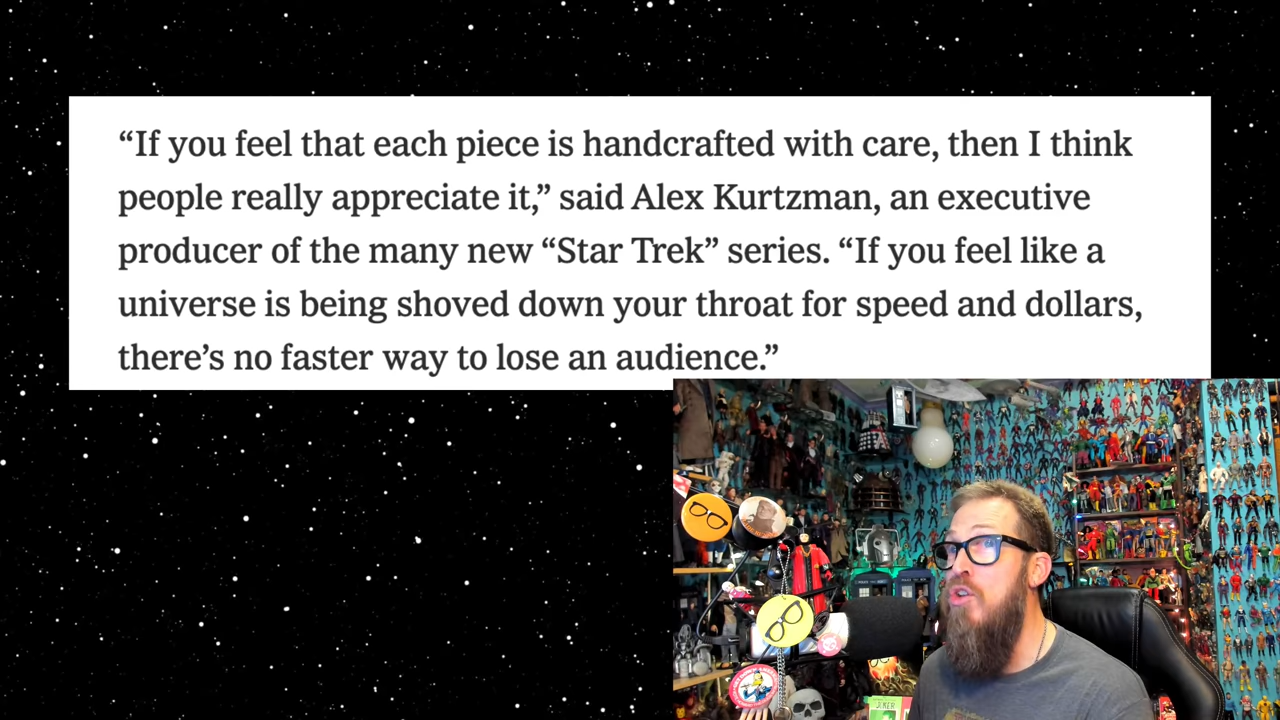 “If you feel that each piece is handcrafted with care, then I think
people really appreciate it,” said Alex Kurtzman, an executive
producer of the many new “Star Trek” series. “If you feel like a
universe is being shoved down your throat for speed and dollars,
there’s no faster way to lose an audience.”
JOKER